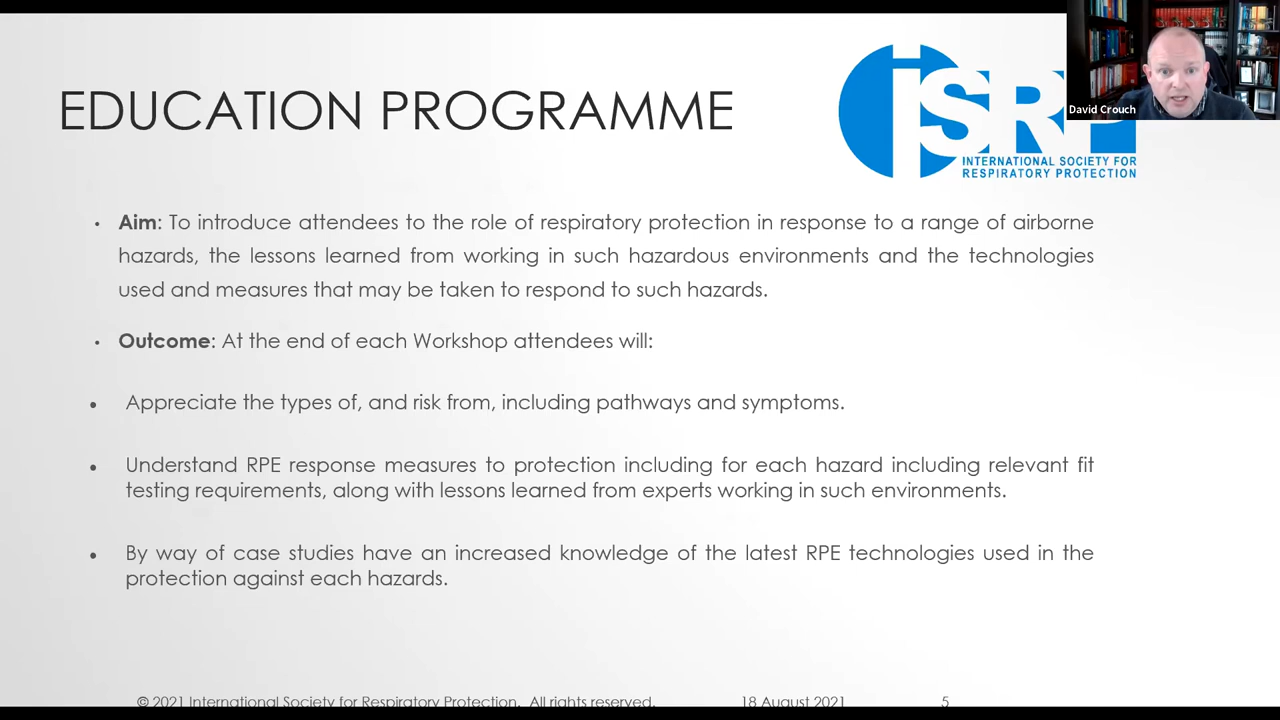 EDUCATION PROGRAMME
iSRP
INTERNATIONAL SOCIETY FOR
RESPIRATORY PROTECTION
David Crouch
• Aim: To introduce attendees to the role of respiratory protection in response to a range of airborne
hazards, the lessons learned from working in such hazardous environments and the technologies
used and measures that may be taken to respond to such hazards.
• Outcome: At the end of each Workshop attendees will:
• Appreciate the types of, and risk from, including pathways and symptoms.
• Understand RPE response measures to protection including for each hazard including relevant fit
testing requirements, along with lessons learned from experts working in such environments.
• By way of case studies have an increased knowledge of the latest RPE technologies used in the
protection against each hazards.
© 2021 International Society for Respiratory Protection. All rights reserved. 18 August 2021 5